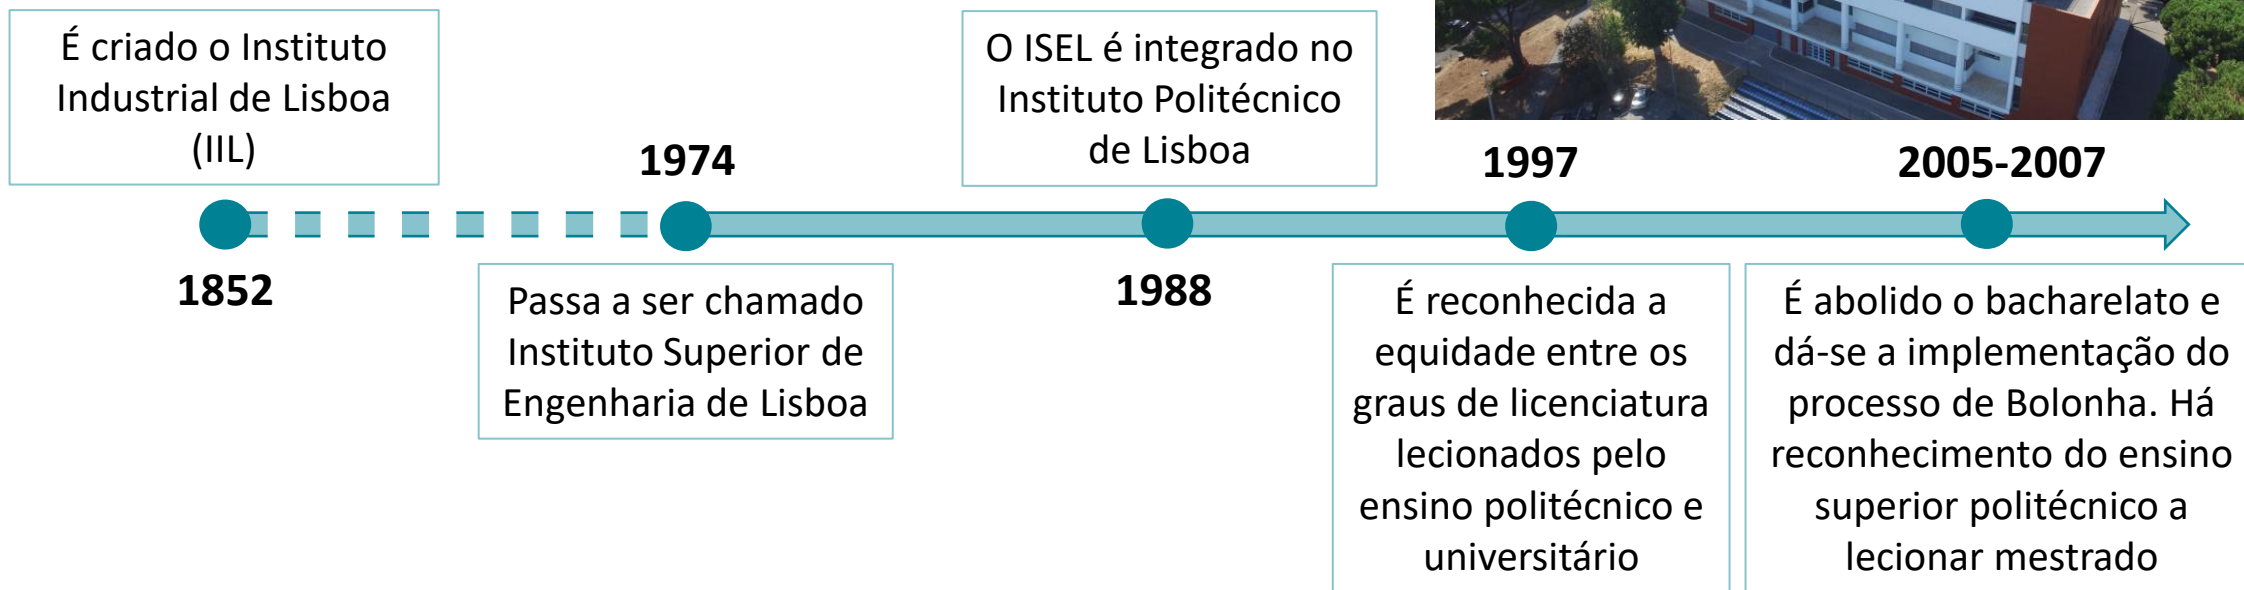 É criado o Instituto
Industrial de Lisboa
(IIL)
1852
1974
Passa a ser chamado
Instituto Superior de
Engenharia de Lisboa
O ISEL é integrado no
Instituto Politécnico
de Lisboa
1988
1997
É reconhecida a
equidade entre os
graus de licenciatura
lecionados pelo
ensino politécnico e
universitário
2005-2007
É abolido o bacharelato e
dá-se a implementação do
processo de Bolonha. Há
reconhecimento do ensino
superior politécnico a
lecionar mestrado